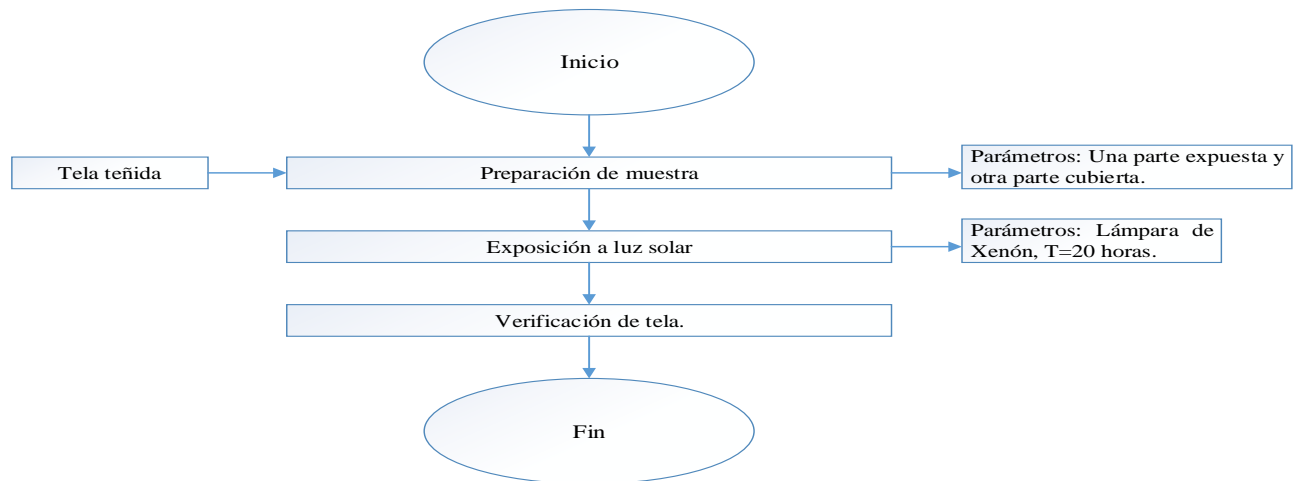 Inicio
Tela teñida
Preparación de muestra
Parámetros: Una parte expuesta y
otra parte cubierta.
Exposición a luz solar
Parámetros: Lámpara de
Xenón, T=20 horas.
Verificación de tela.
Fin